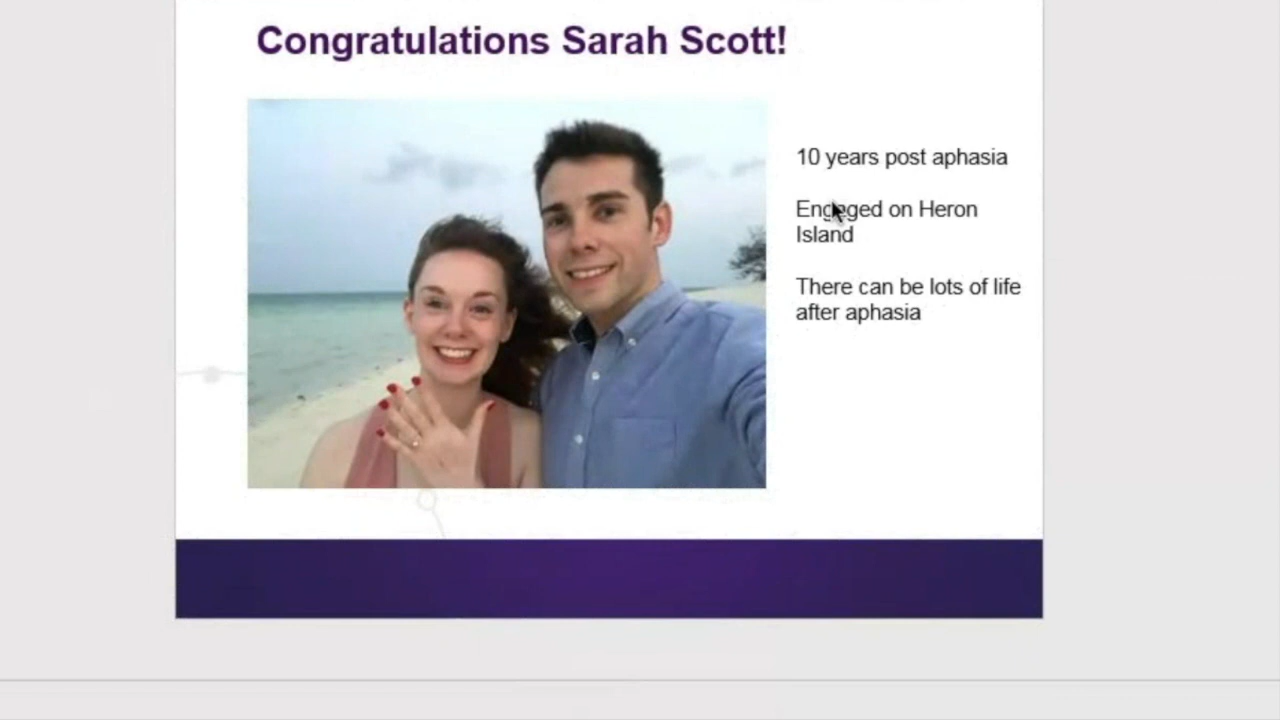 Congratulations Sarah Scott!
10 years post aphasia
Engaged on Heron
Island
There can be lots of life
after aphasia